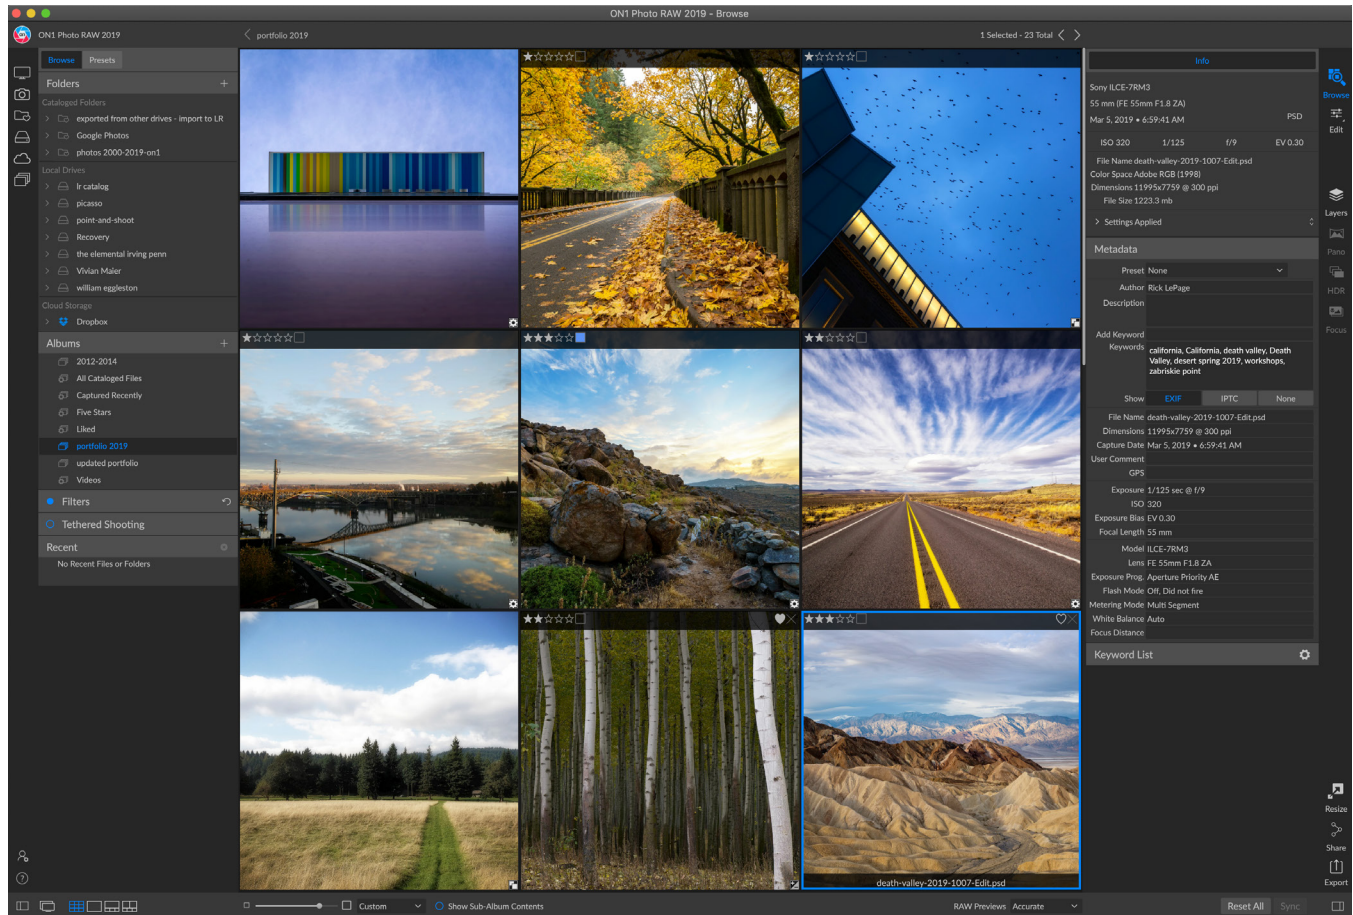 ON1 Photo RAW 2019 - Browse
ON1 Photo RAW 2019
portfolio 2019
1 Selected - 23 Total
Browse Presets
Folders
Cataloged Folders
exported from other drives - import to LR
Google Photos
photos 2000-2019-on1
Local Drives
lr catalog
picasso
point-and-shoot
Recovery
the elemental irving penn
Vivian Maier
william eggleston
Cloud Storage
Dropbox
Albums
2012-2014
All Cataloged Files
Captured Recently
Five Stars
Liked
portfolio 2019
updated portfolio
Videos
Filters
Tethered Shooting
Recent
No Recent Files or Folders
death-valley-2019-1007-Edit.psd
Info
Sony ILCE-7RM3
55 mm (FE 55mm F1.8 ZA)
Mar 5, 2019 • 6:59:41 AM PSD
ISO 320 1/125 f/9 EV 0.30
File Name death-valley-2019-1007-Edit.psd
Color Space Adobe RGB (1998)
Dimensions 11995x7759 @ 300 ppi
File Size 1223.3 mb
Settings Applied
Metadata
Preset None
Author Rick LePage
Description
Add Keyword
Keywords california, California, death valley, Death
Valley, desert spring 2019, workshops,
zabriskie point
Show EXIF IPTC None
File Name death-valley-2019-1007-Edit.psd
Dimensions 11995x7759 @ 300 ppi
Capture Date Mar 5, 2019 • 6:59:41 AM
User Comment
GPS
Exposure 1/125 sec @ f/9
ISO 320
Exposure Bias EV 0.30
Focal Length 55 mm
Model ILCE-7RM3
Lens FE 55mm F1.8 ZA
Exposure Prog. Aperture Priority AE
Flash Mode Off, Did not fire
Metering Mode Multi Segment
White Balance Auto
Focus Distance
Keyword List
Browse
Edit
Layers
Pano
HDR
Focus
Resize
Share
Export
Custom
Show Sub-Album Contents
RAW Previews Accurate
Reset All Sync